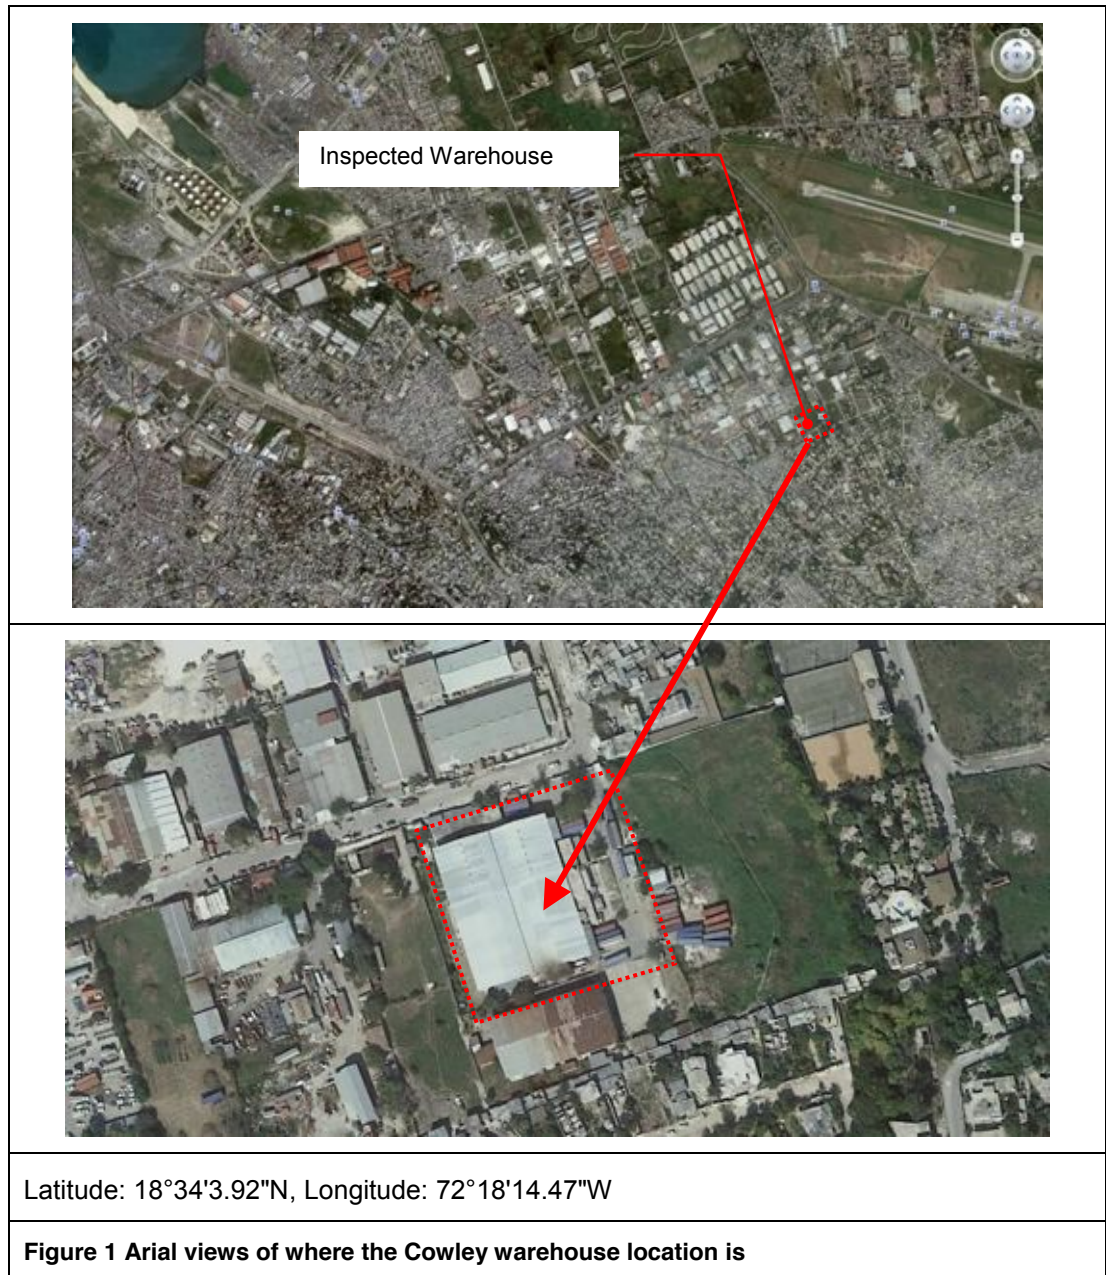 Inspected Warehouse
Latitude: 18°34'3.92"N, Longitude: 72°18'14.47"W
Figure 1 Arial views of where the Cowley warehouse location is